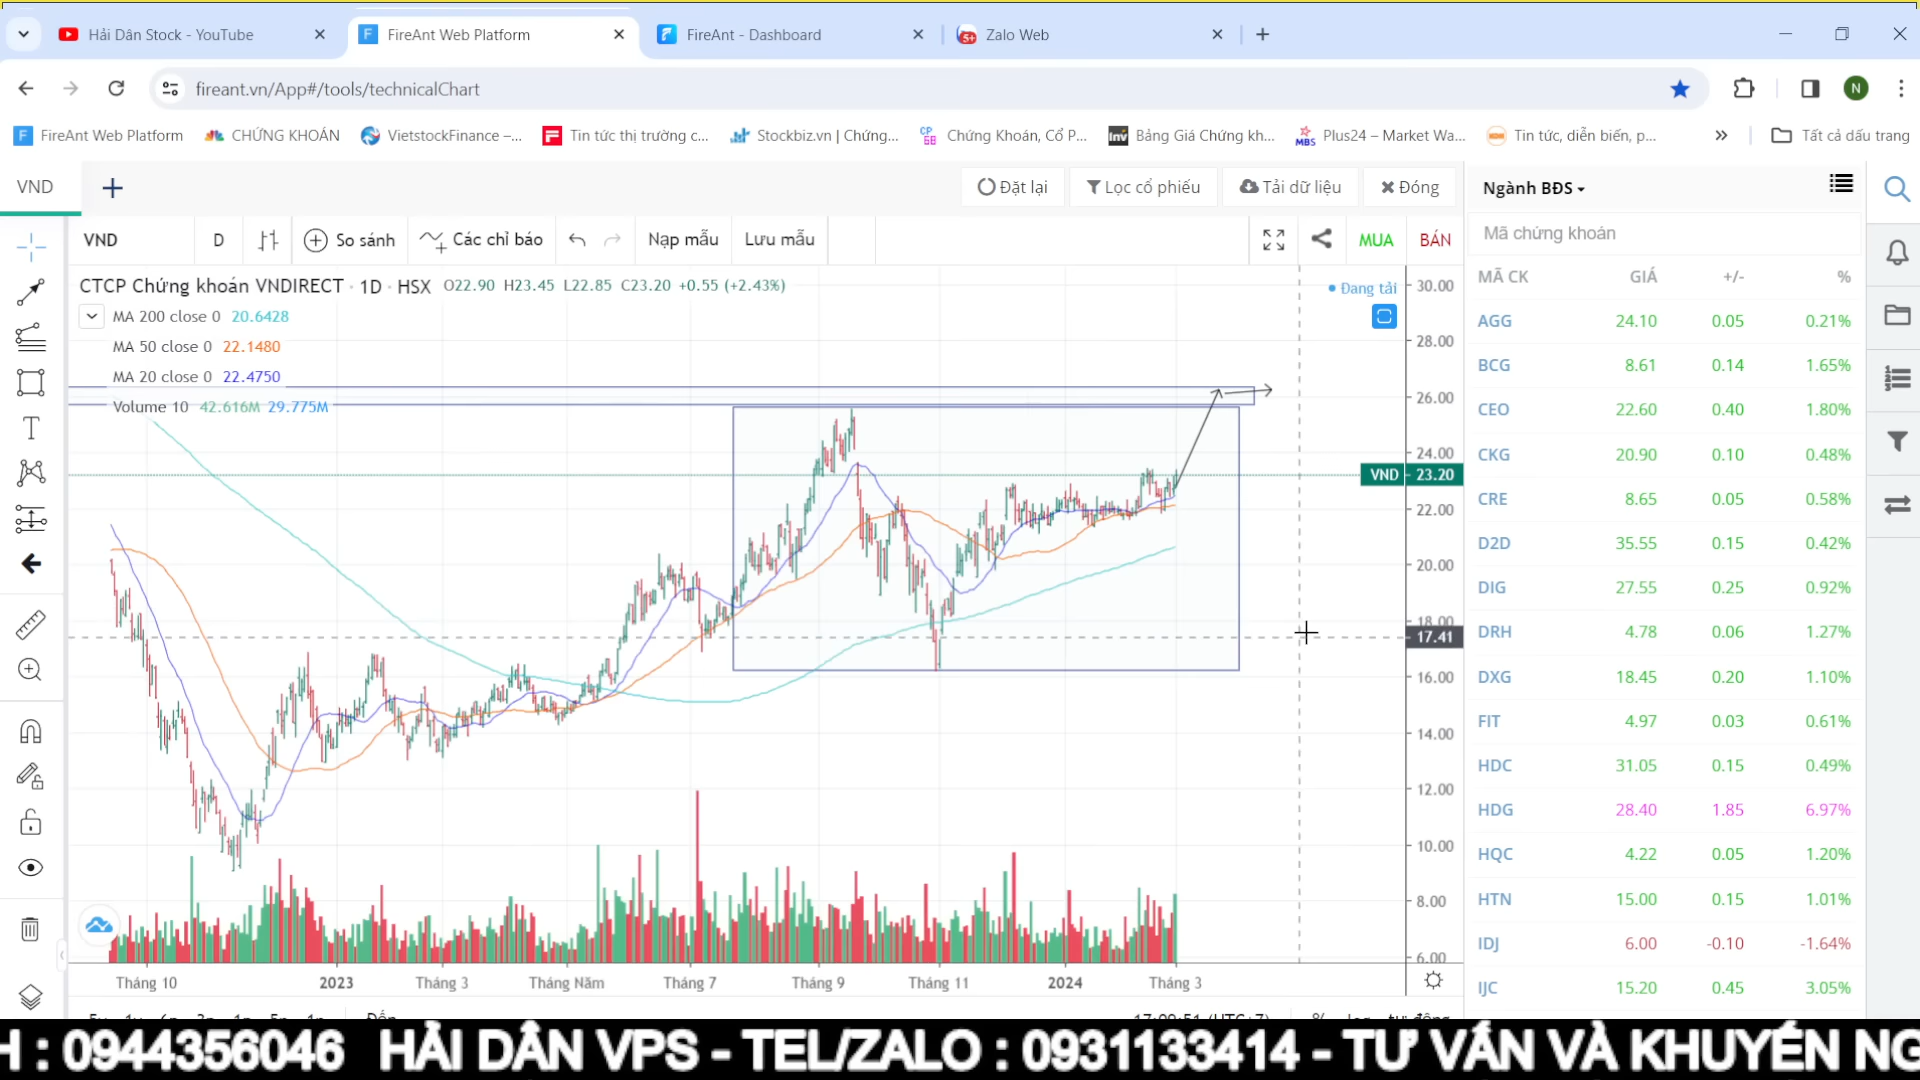 Hải Dân Stock - YouTube
FireAnt Web Platform
FireAnt - Dashboard
Zalo Web
fireant.vn/App#/tools/technicalChart
FireAnt Web Platform
CHỨNG KHOÁN
VietstockFinance –...
Tin tức thị trường c...
Stockbiz.vn | Chứng...
Chứng Khoán, Cổ P...
Bảng Giá Chứng kh...
Plus24 – Market Wa...
Tin tức, diễn biến, p...
Tất cả dấu trang
VND
Đặt lại
Lọc cổ phiếu
Tải dữ liệu
Đóng
Ngành BĐS
VND
D
So sánh
Các chỉ báo
Nạp mẫu
Lưu mẫu
MUA
BÁN
Mã chứng khoán
CTCP Chứng khoán VNDIRECT · 1D · HSX O22.90 H23.45 L22.85 C23.20 +0.55 (+2.43%)
Đang tải
MA 200 close 0 20.6428
MA 50 close 0 22.1480
MA 20 close 0 22.4750
Volume 10 42.616M 29.775M
30.00
28.00
26.00
24.00
VND 23.20
22.00
20.00
18.00
17.41
16.00
14.00
12.00
10.00
8.00
6.00
Tháng 10
2023
Tháng 3
Tháng Năm
Tháng 7
Tháng 9
Tháng 11
2024
Tháng 3
MÃ CK GIÁ +/- %
AGG 24.10 0.05 0.21%
BCG 8.61 0.14 1.65%
CEO 22.60 0.40 1.80%
CKG 20.90 0.10 0.48%
CRE 8.65 0.05 0.58%
D2D 35.55 0.15 0.42%
DIG 27.55 0.25 0.92%
DRH 4.78 0.06 1.27%
DXG 18.45 0.20 1.10%
FIT 4.97 0.03 0.61%
HDC 31.05 0.15 0.49%
HDG 28.40 1.85 6.97%
HQC 4.22 0.05 1.20%
HTN 15.00 0.15 1.01%
IDJ 6.00 -0.10 -1.64%
IJC 15.20 0.45 3.05%
17:09:51 (UTC+7) % log tự động
H : 0944356046 HẢI DÂN VPS - TEL/ZALO : 0931133414 - TƯ VẤN VÀ KHUYẾN NG